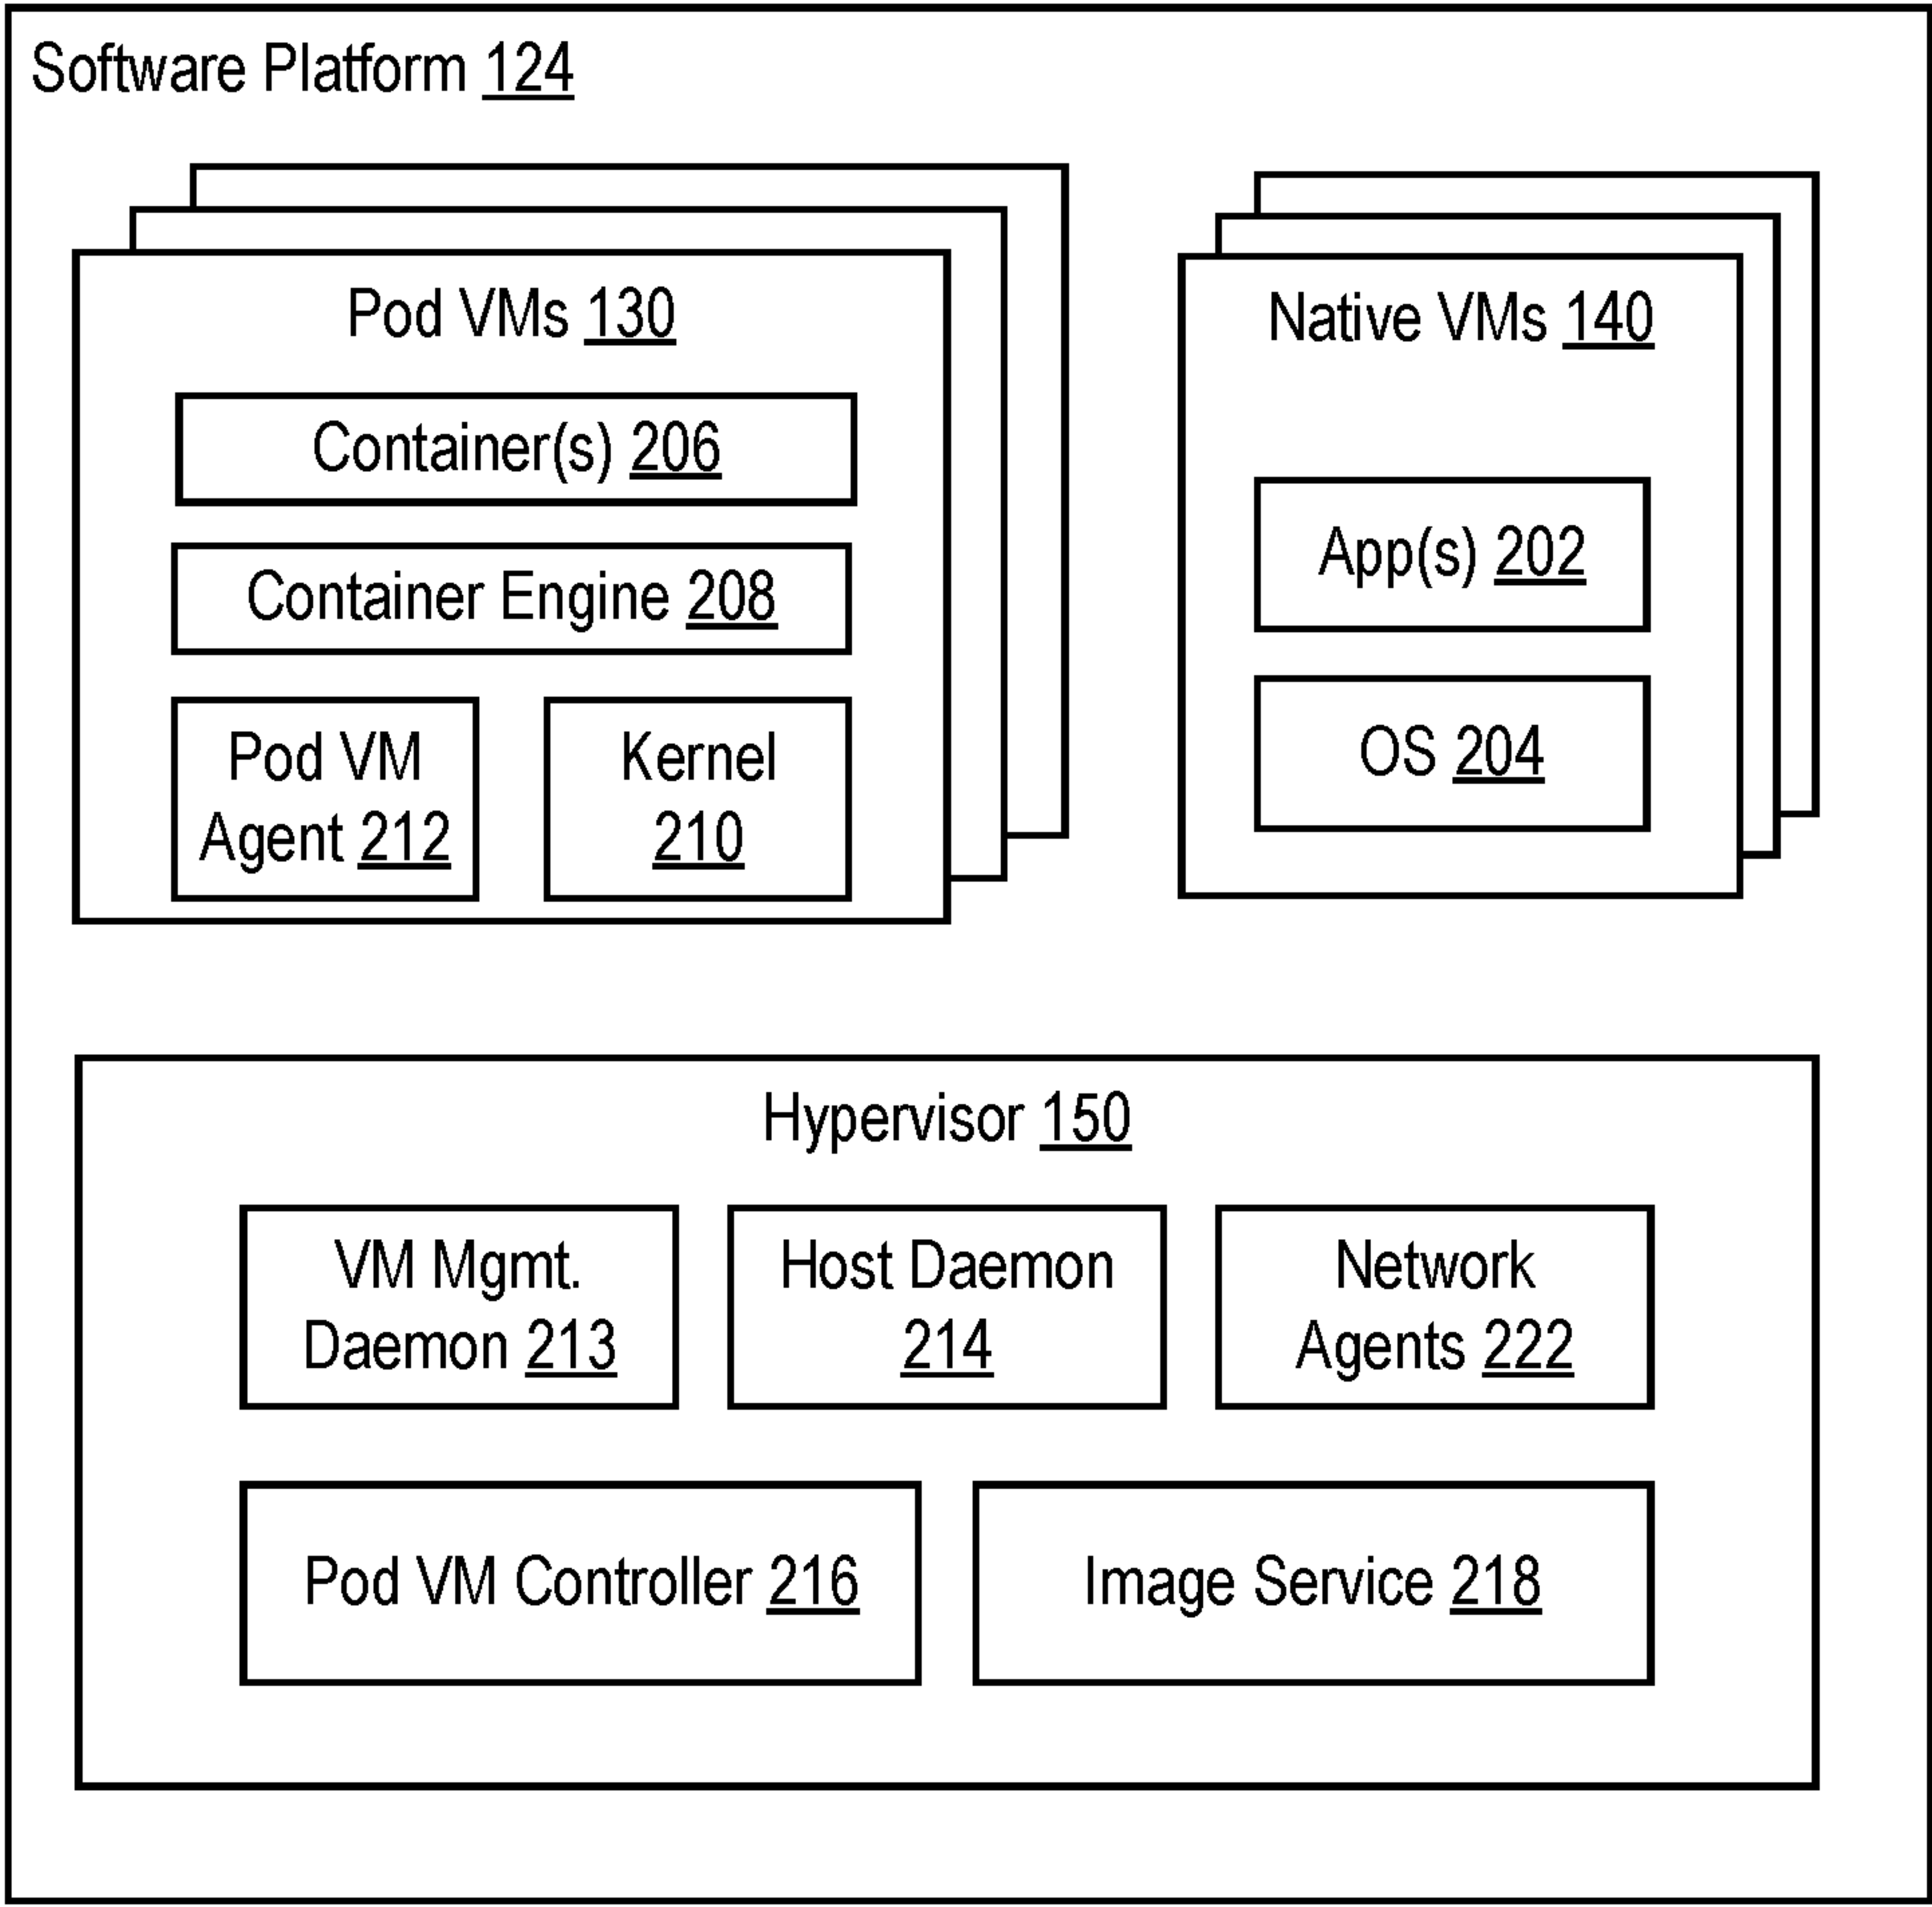 Software Platform 124
Pod VMs 130
Container(s) 206
Container Engine 208
Pod VM
Agent 212
Kernel
210
Native VMs 140
App(s) 202
OS 204
Hypervisor 150
VM Mgmt.
Daemon 213
Host Daemon
214
Network
Agents 222
Pod VM Controller 216
Image Service 218